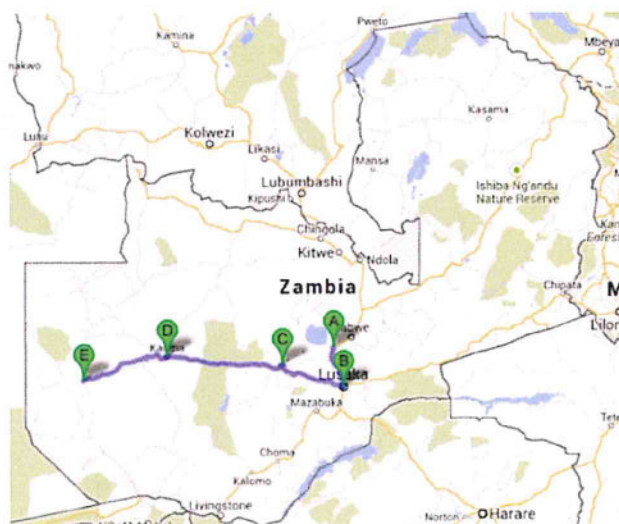 Pweto
Kamina
Mbeya
nakwo
Kasama
Luau
Kolwezi
Likasi
Mansa
Ishiba Ng'andu
Nature Reserve
Lubumbashi
Kipushi
Chingola
Kitwe
Ndola
Zambia
Chipata
M
Lilon
A
D
C
E
B
Lusaka
Mazabuka
Choma
Kalomo
Livingstone
Tete
Norton
Harare